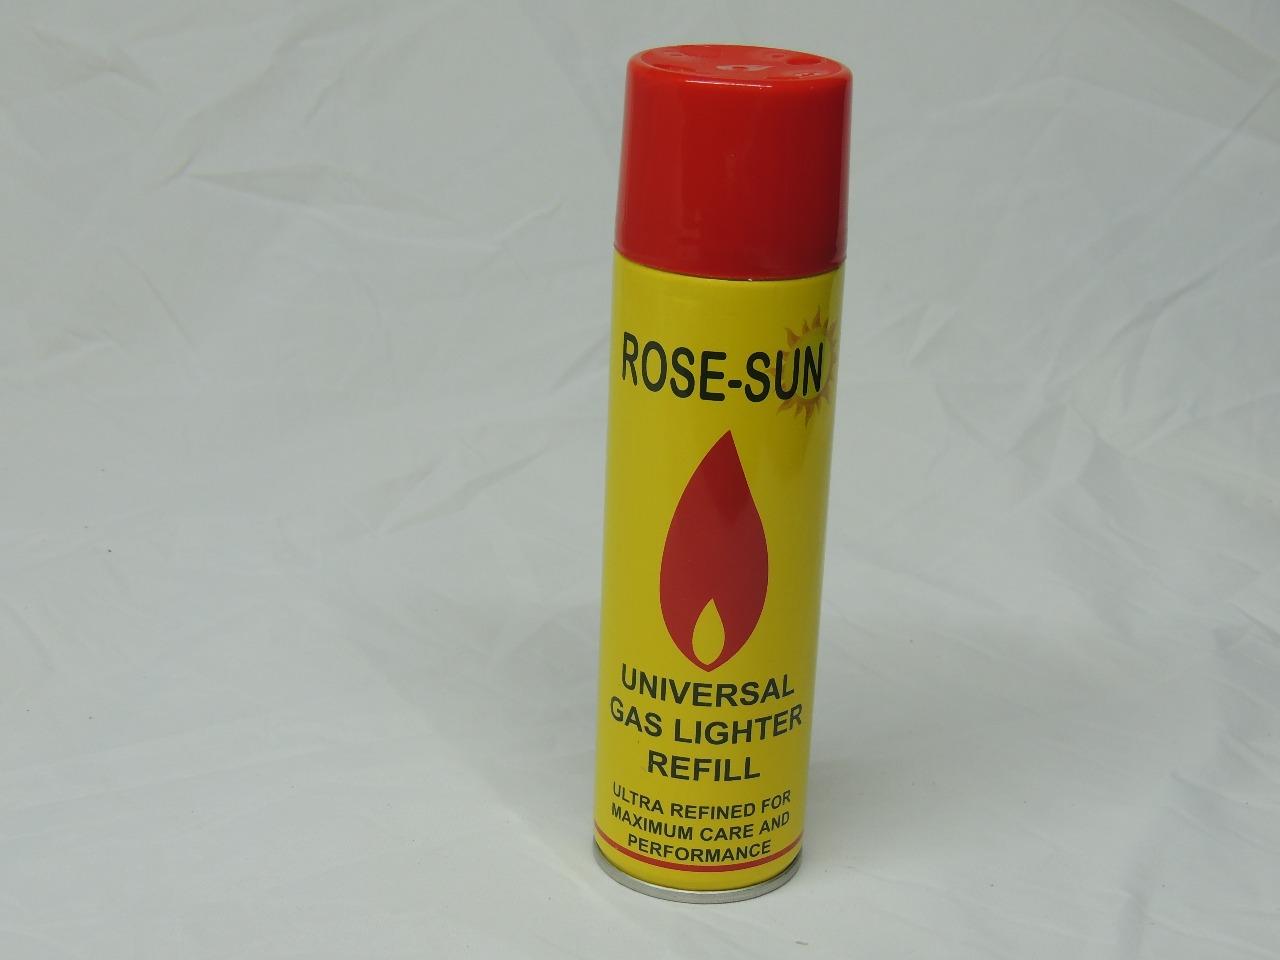 ROSE-SUN
UNIVERSAL
GAS LIGHTER
REFILL
ULTRA REFINED FOR
MAXIMUM CARE AND
PERFORMANCE